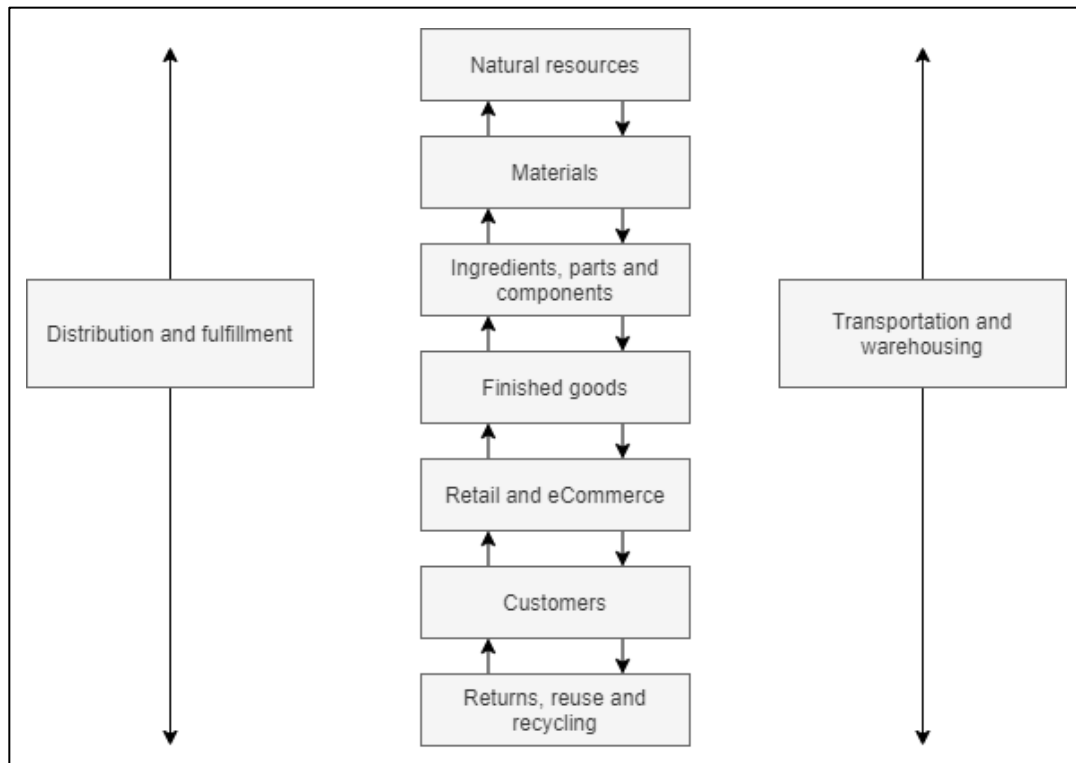 Natural resources
Materials
Ingredients, parts and
components
Distribution and fulfillment
Transportation and
warehousing
Finished goods
Retail and eCommerce
Customers
Returns, reuse and
recycling